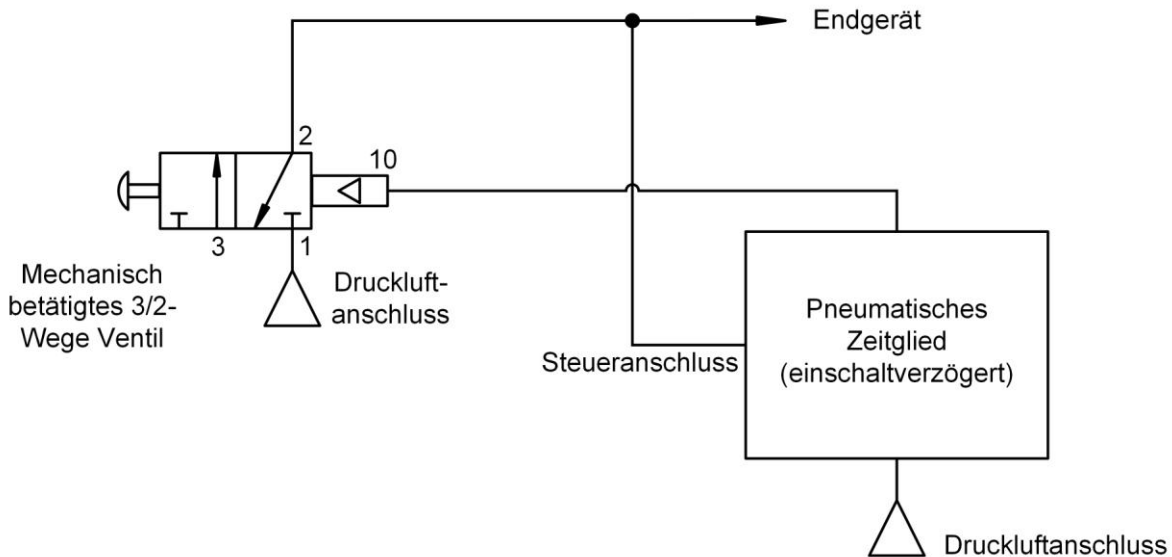 Endgerät
2
10
3
1
Mechanisch
betätigtes 3/2-
Wege Ventil
Druckluft-
anschluss
Steueranschluss
Pneumatisches
Zeitglied
(einschaltverzögert)
Druckluftanschluss